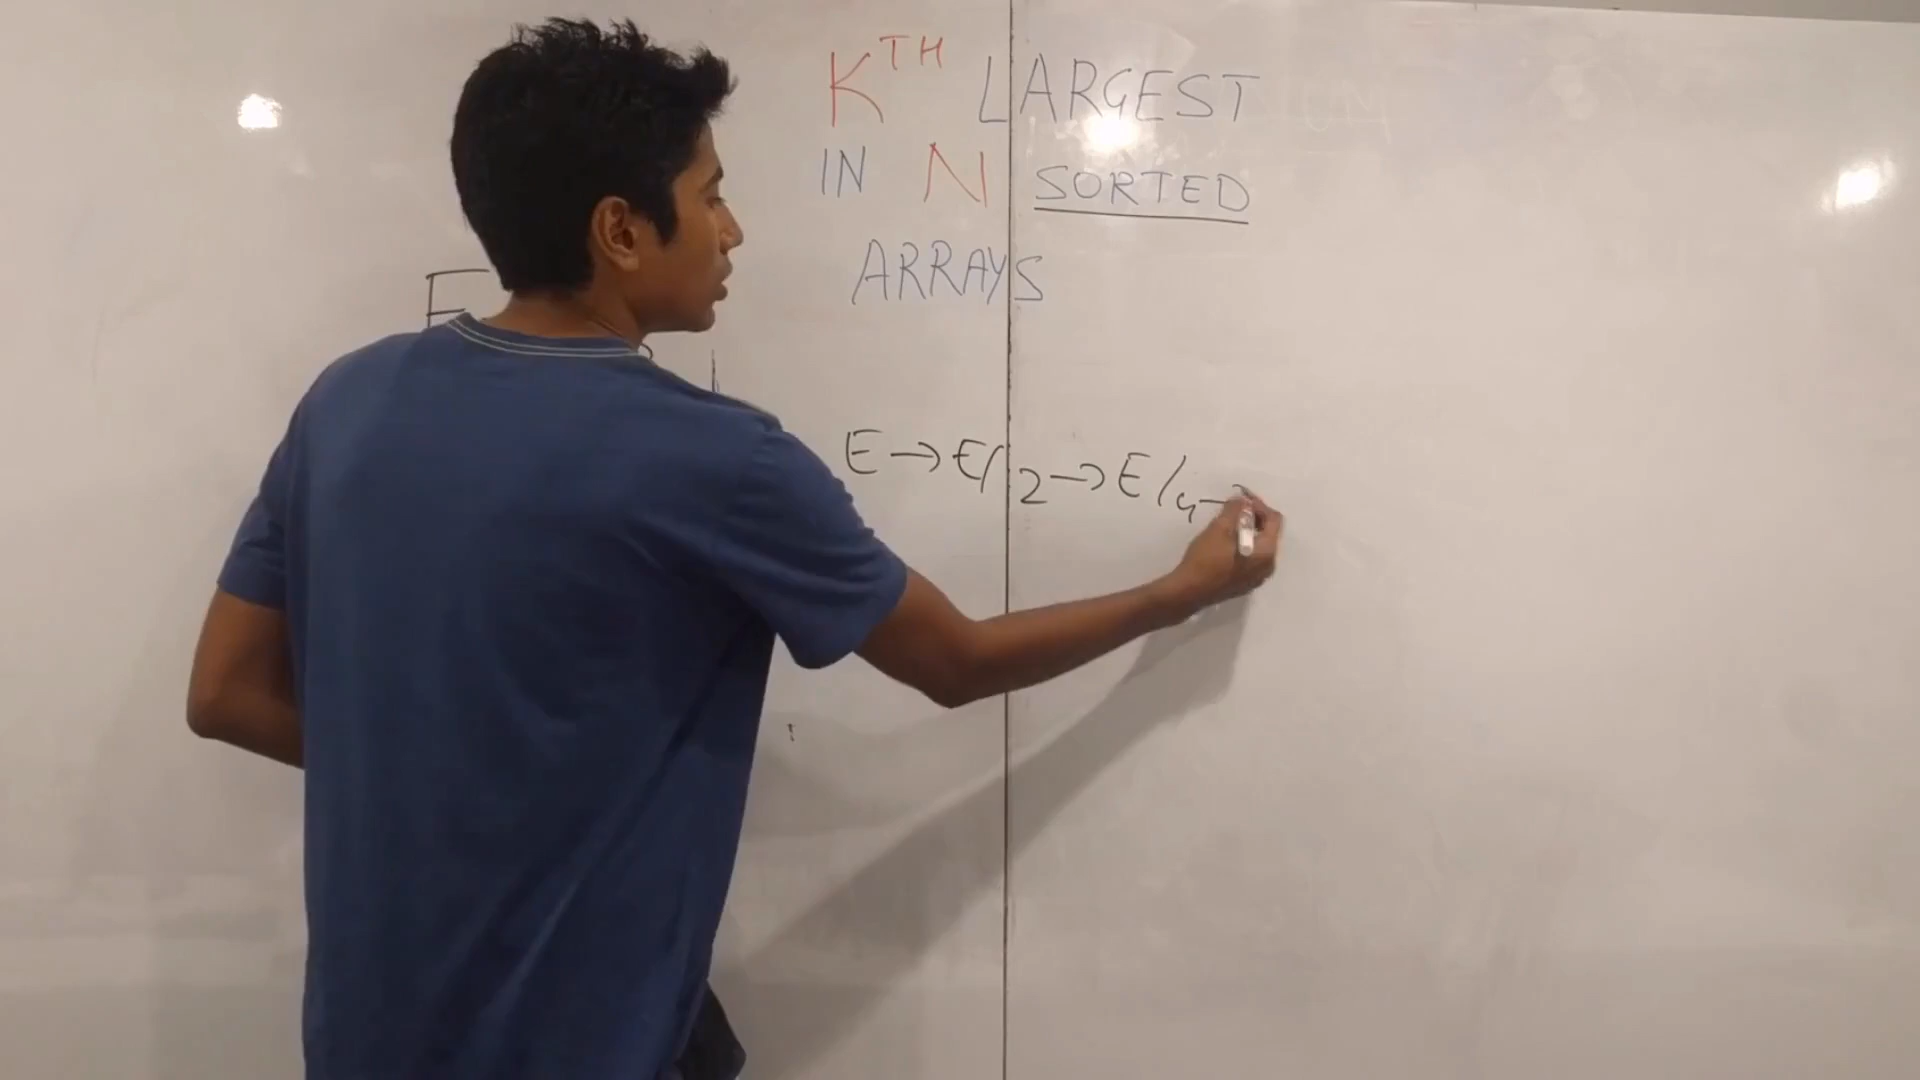 KTH LARGEST
IN N SORTED
ARRAYS
E
E → E/2 → E/4 →